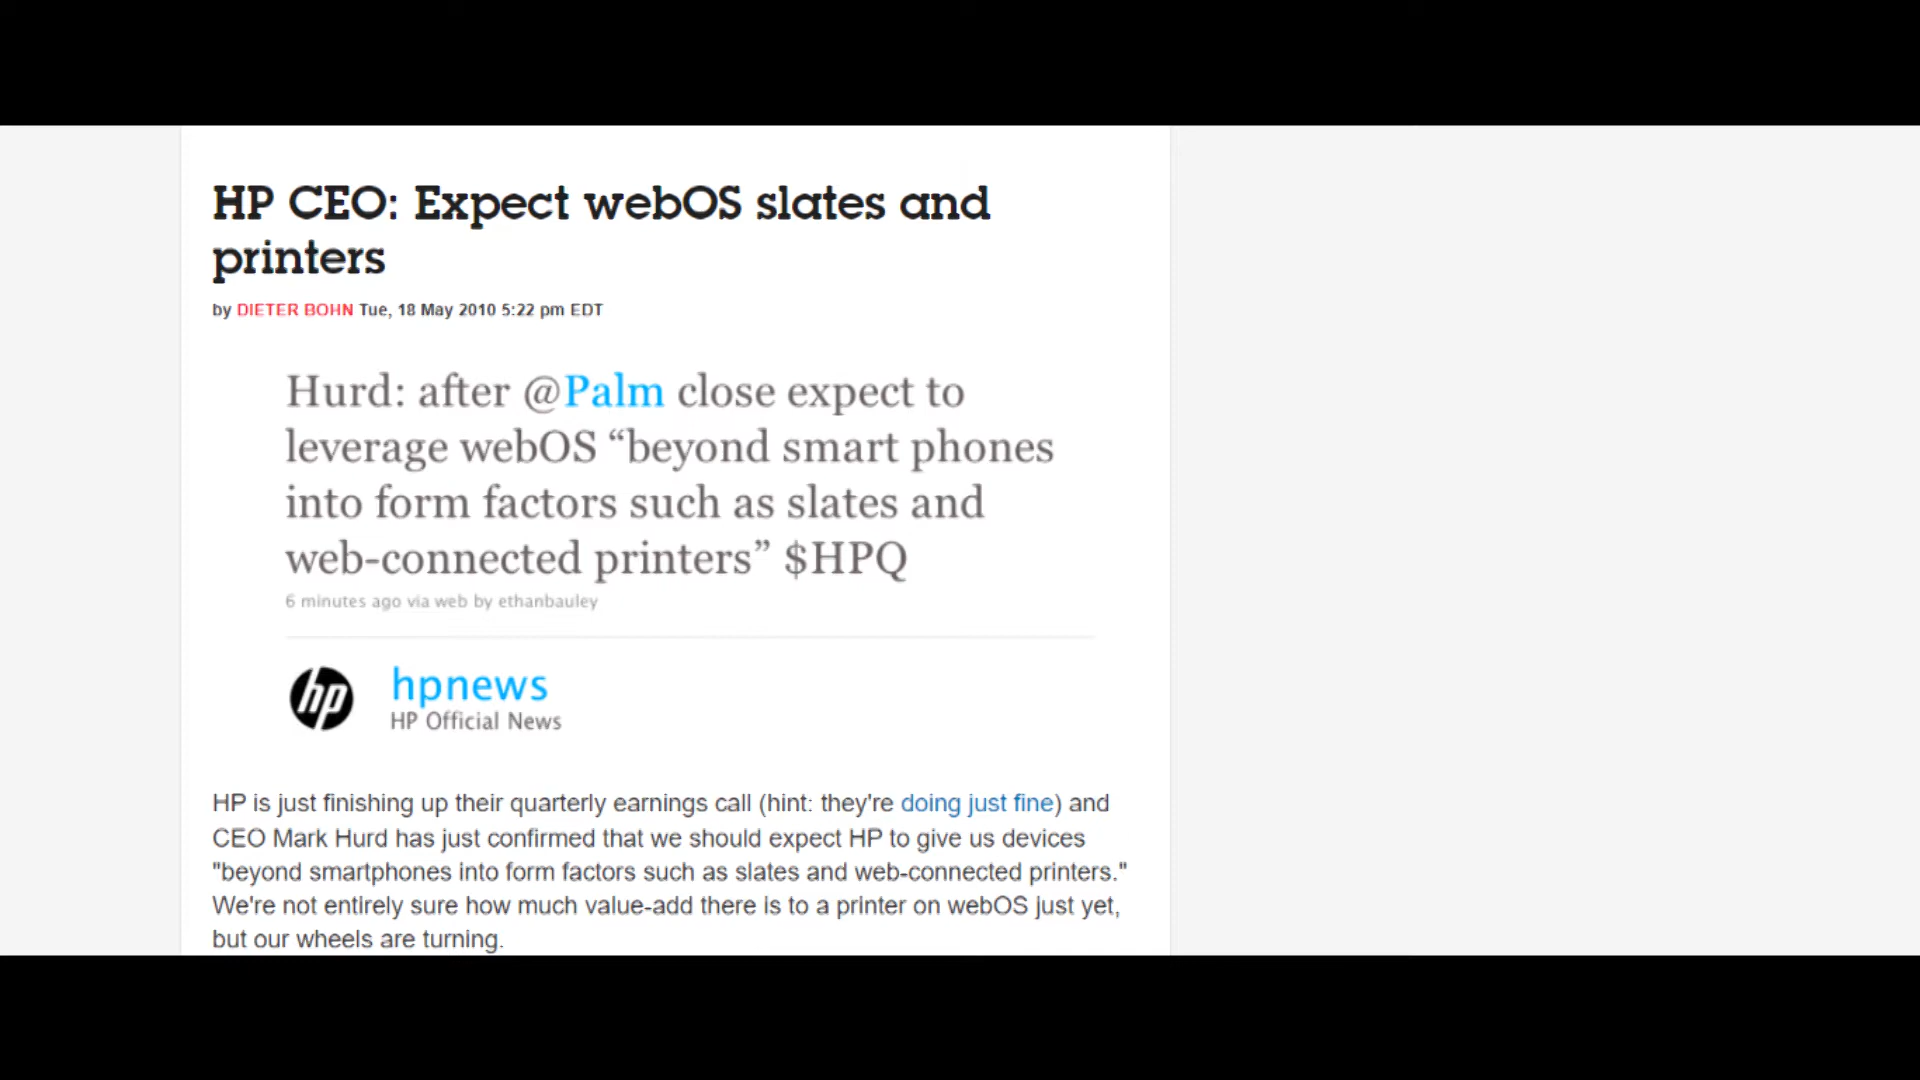 HP CEO: Expect webOS slates and
printers
by DIETER BOHN Tue, 18 May 2010 5:22 pm EDT
Hurd: after @Palm close expect to
leverage webOS “beyond smart phones
into form factors such as slates and
web-connected printers” $HPQ
6 minutes ago via web by ethanbauley
hp
hpnews
HP Official News
HP is just finishing up their quarterly earnings call (hint: they're doing just fine) and
CEO Mark Hurd has just confirmed that we should expect HP to give us devices
"beyond smartphones into form factors such as slates and web-connected printers."
We're not entirely sure how much value-add there is to a printer on webOS just yet,
but our wheels are turning.